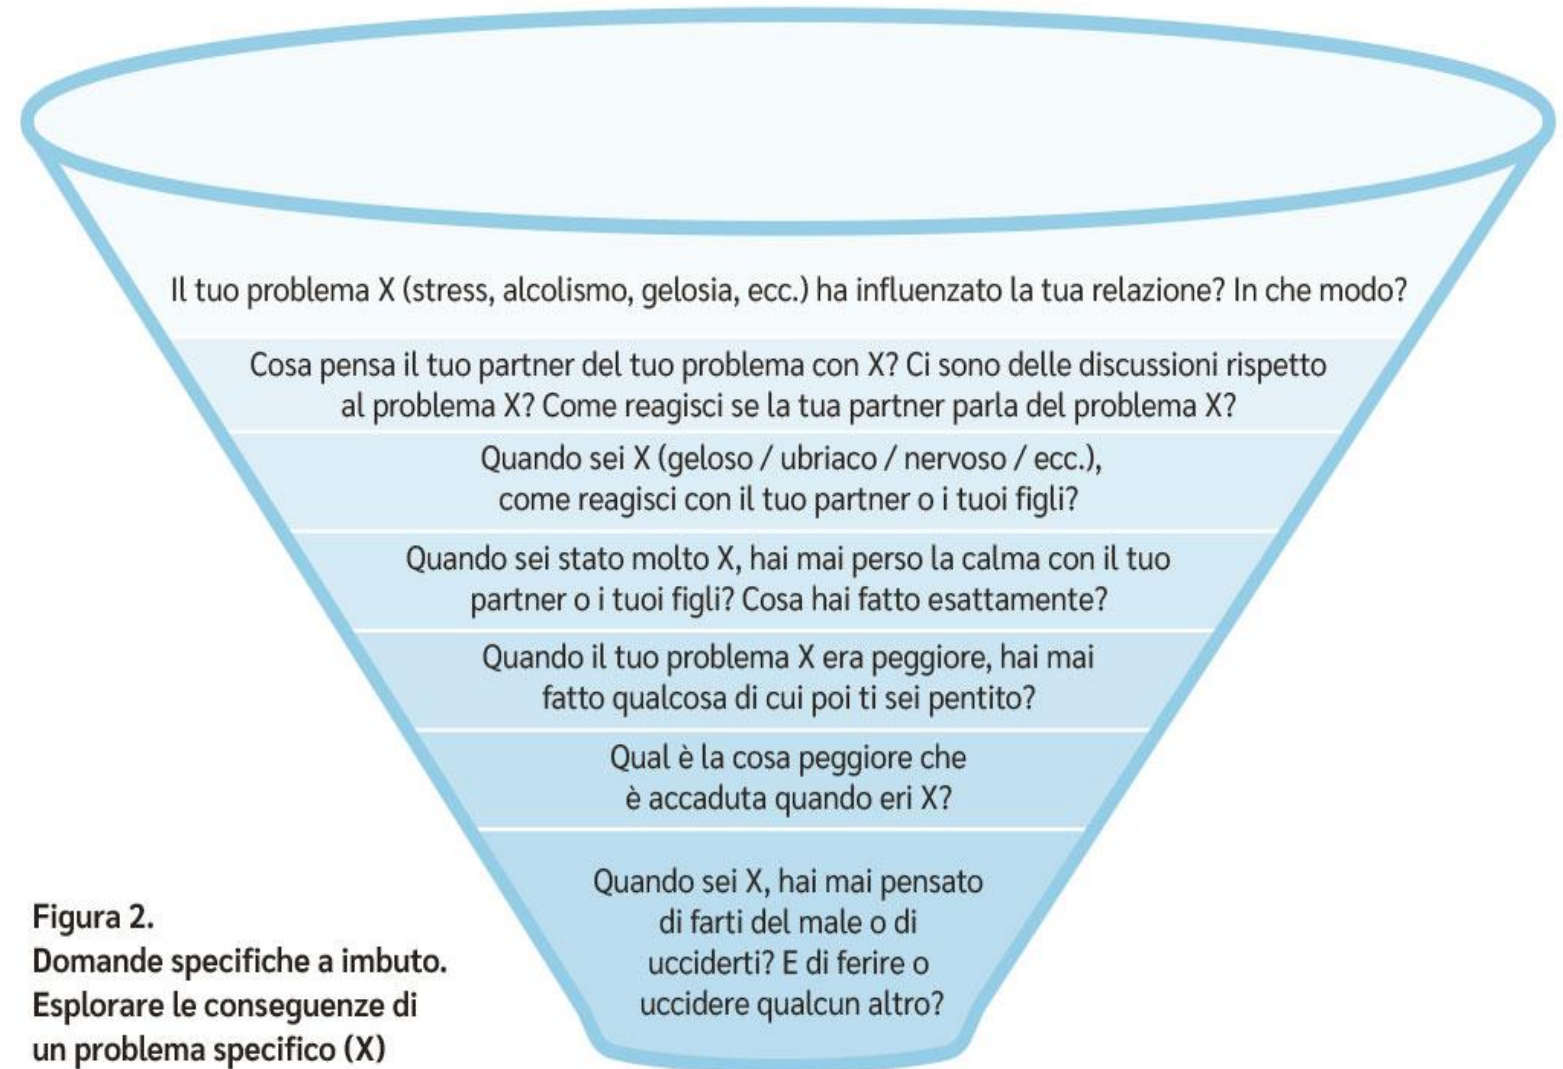 Il tuo problema X (stress, alcolismo, gelosia, ecc.) ha influenzato la tua relazione? In che modo?
Cosa pensa il tuo partner del tuo problema con X? Ci sono delle discussioni rispetto
al problema X? Come reagisci se la tua partner parla del problema X?
Quando sei X (geloso / ubriaco / nervoso / ecc.),
come reagisci con il tuo partner o i tuoi figli?
Quando sei stato molto X, hai mai perso la calma con il tuo
partner o i tuoi figli? Cosa hai fatto esattamente?
Quando il tuo problema X era peggiore, hai mai
fatto qualcosa di cui poi ti sei pentito?
Qual è la cosa peggiore che
è accaduta quando eri X?
Quando sei X, hai mai pensato
di farti del male o di
ucciderti? E di ferire o
uccidere qualcun altro?
Figura 2.
Domande specifiche a imbuto.
Esplorare le conseguenze di
un problema specifico (X)